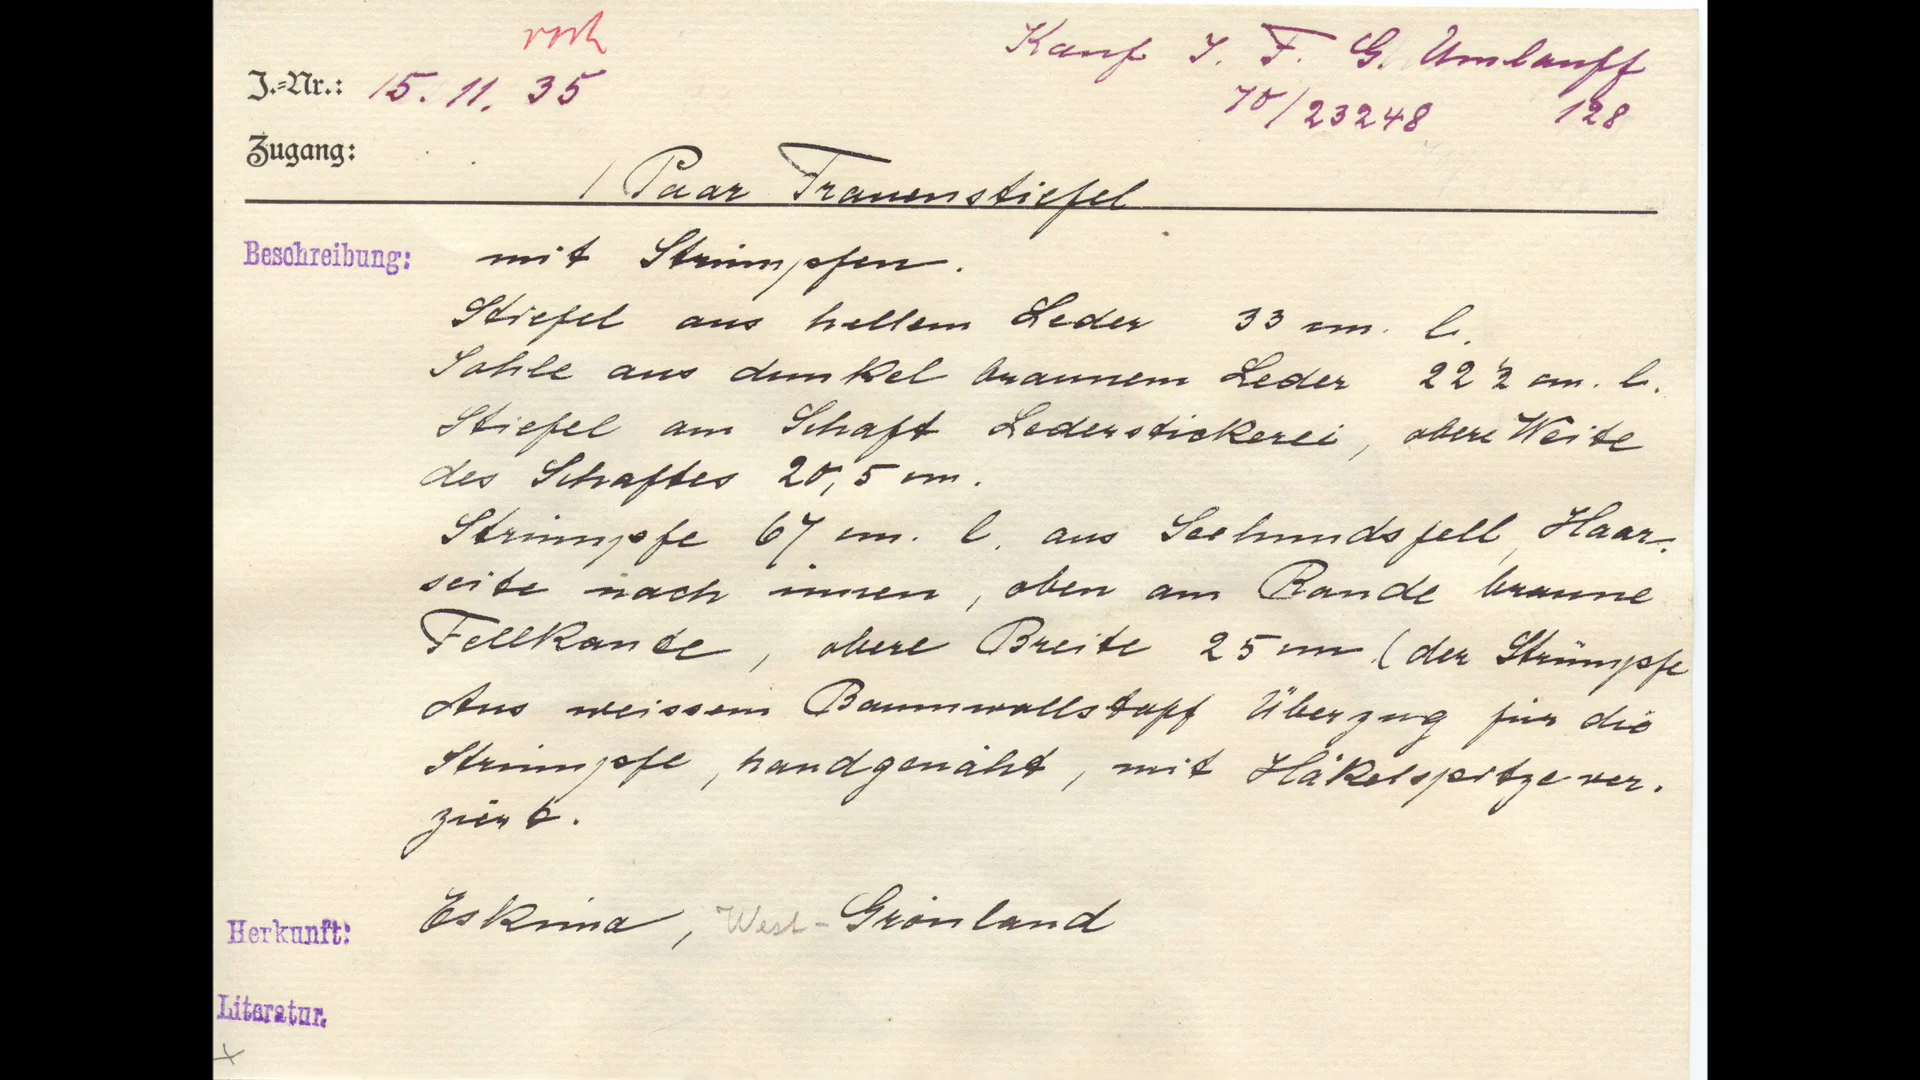 rock
J.=Nr.: 15. 11. 35
Kauf J. F. G. Umlauff
70/23248 128
Zugang:
1 Paar Frauenstiefel
Beschreibung: mit Strümpfen.
Stiefel aus hellem Leder 33 cm. l.
Sohle aus dunkel braunem Leder 22 1/2 cm. l.
Stiefel am Schaft Lederstickerei, obere Weite
des Schaftes 20,5 cm.
Strümpfe 67 cm. l. aus Seehundsfell, Haar-
seite nach innen, oben am Rande braune
Fellkante, obere Breite 25 cm (der Strümpfe
Aus weissem Baumwollstoff Überzug für die
Strümpfe, handgenäht, mit Häkelspitze ver-
ziert.
Herkunft: Eskimo, West-Grönland
Literatur.
x